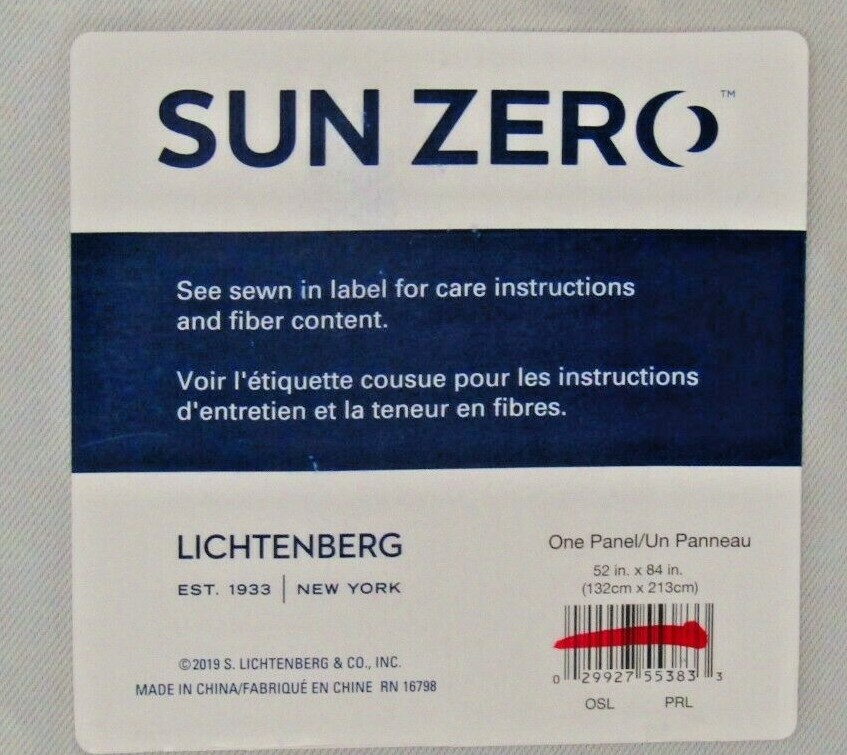 SUN ZERO™
See sewn in label for care instructions
and fiber content.
Voir l'étiquette cousue pour les instructions
d'entretien et la teneur en fibres.
LICHTENBERG
EST. 1933 | NEW YORK
©2019 S. LICHTENBERG & CO., INC.
MADE IN CHINA/FABRIQUÉ EN CHINE RN 16798
One Panel/Un Panneau
52 in. x 84 in.
(132cm x 213cm)
0 29927 55383 3
OSL PRL